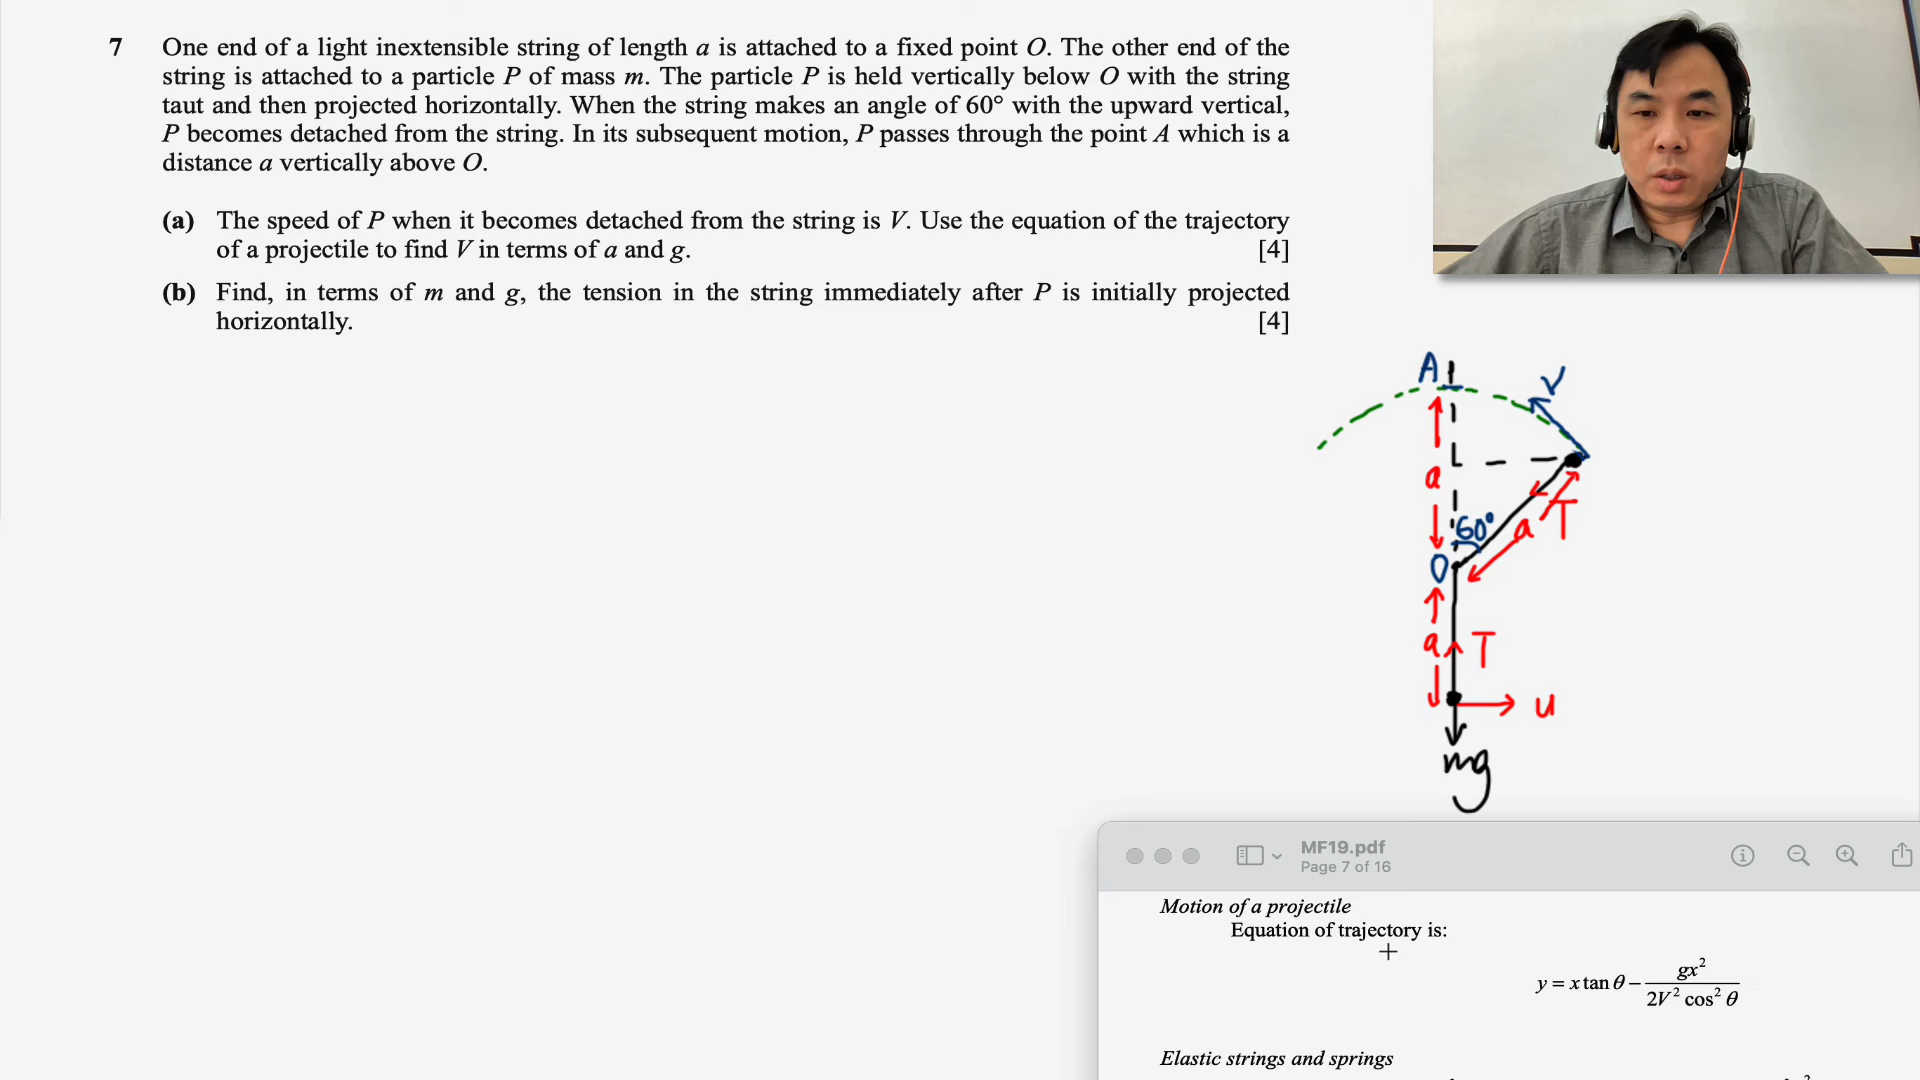 7 One end of a light inextensible string of length a is attached to a fixed point O. The other end of the
string is attached to a particle P of mass m. The particle P is held vertically below O with the string
taut and then projected horizontally. When the string makes an angle of 60° with the upward vertical,
P becomes detached from the string. In its subsequent motion, P passes through the point A which is a
distance a vertically above O.
(a) The speed of P when it becomes detached from the string is V. Use the equation of the trajectory
of a projectile to find V in terms of a and g. [4]
(b) Find, in terms of m and g, the tension in the string immediately after P is initially projected
horizontally. [4]
A
V
a
60°
a
T
O
a
T
u
mg
MF19.pdf
Page 7 of 16
Motion of a projectile
Equation of trajectory is:
y = x tan θ − gx² / 2V² cos² θ
Elastic strings and springs